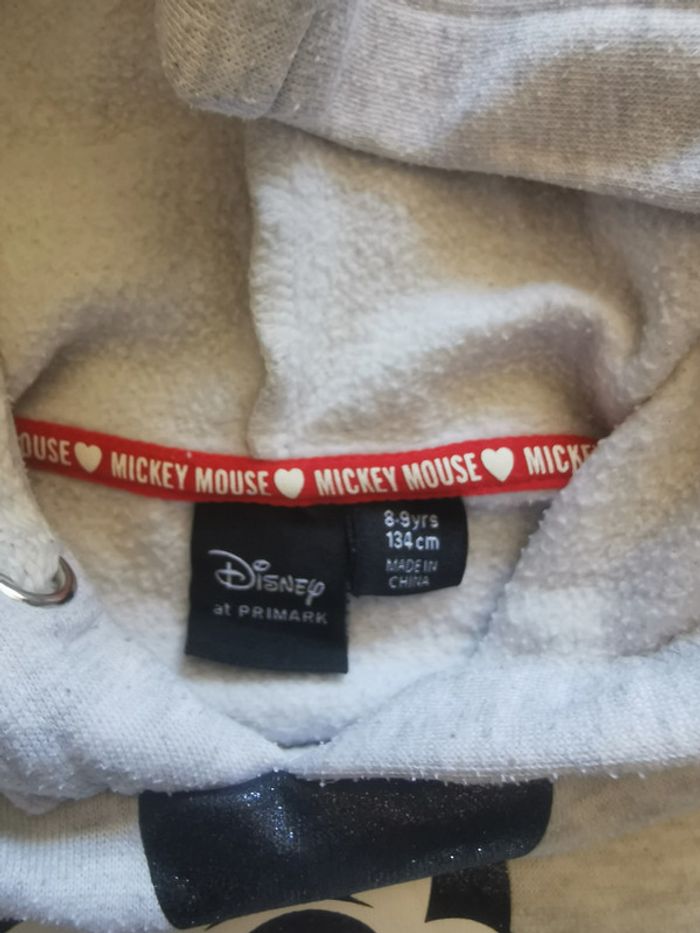 OUSE MICKEY MOUSE MICKEY MOUSE MICKE
Disney
at PRIMARK
8-9yrs
134cm
MADE IN
CHINA